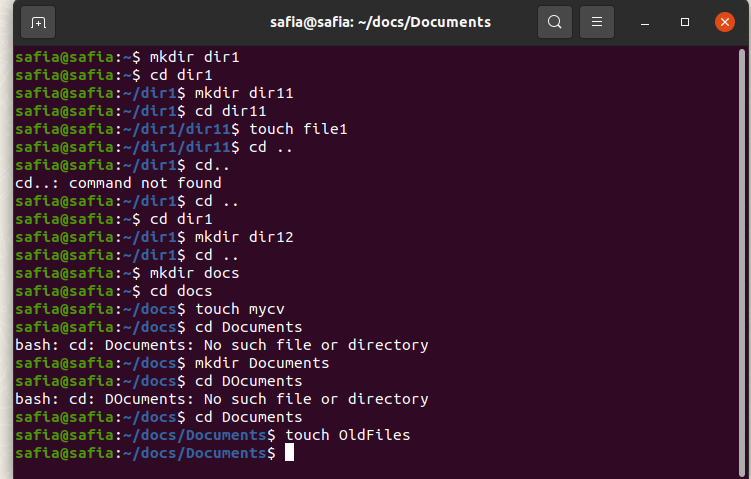 safia@safia: ~/docs/Documents
safia@safia:~$ mkdir dir1
safia@safia:~$ cd dir1
safia@safia:~/dir1$ mkdir dir11
safia@safia:~/dir1$ cd dir11
safia@safia:~/dir1/dir11$ touch file1
safia@safia:~/dir1/dir11$ cd ..
safia@safia:~/dir1$ cd..
cd..: command not found
safia@safia:~/dir1$ cd ..
safia@safia:~$ cd dir1
safia@safia:~/dir1$ mkdir dir12
safia@safia:~/dir1$ cd ..
safia@safia:~$ mkdir docs
safia@safia:~$ cd docs
safia@safia:~/docs$ touch mycv
safia@safia:~/docs$ cd Documents
bash: cd: Documents: No such file or directory
safia@safia:~/docs$ mkdir Documents
safia@safia:~/docs$ cd DOcuments
bash: cd: DOcuments: No such file or directory
safia@safia:~/docs$ cd Documents
safia@safia:~/docs/Documents$ touch OldFiles
safia@safia:~/docs/Documents$